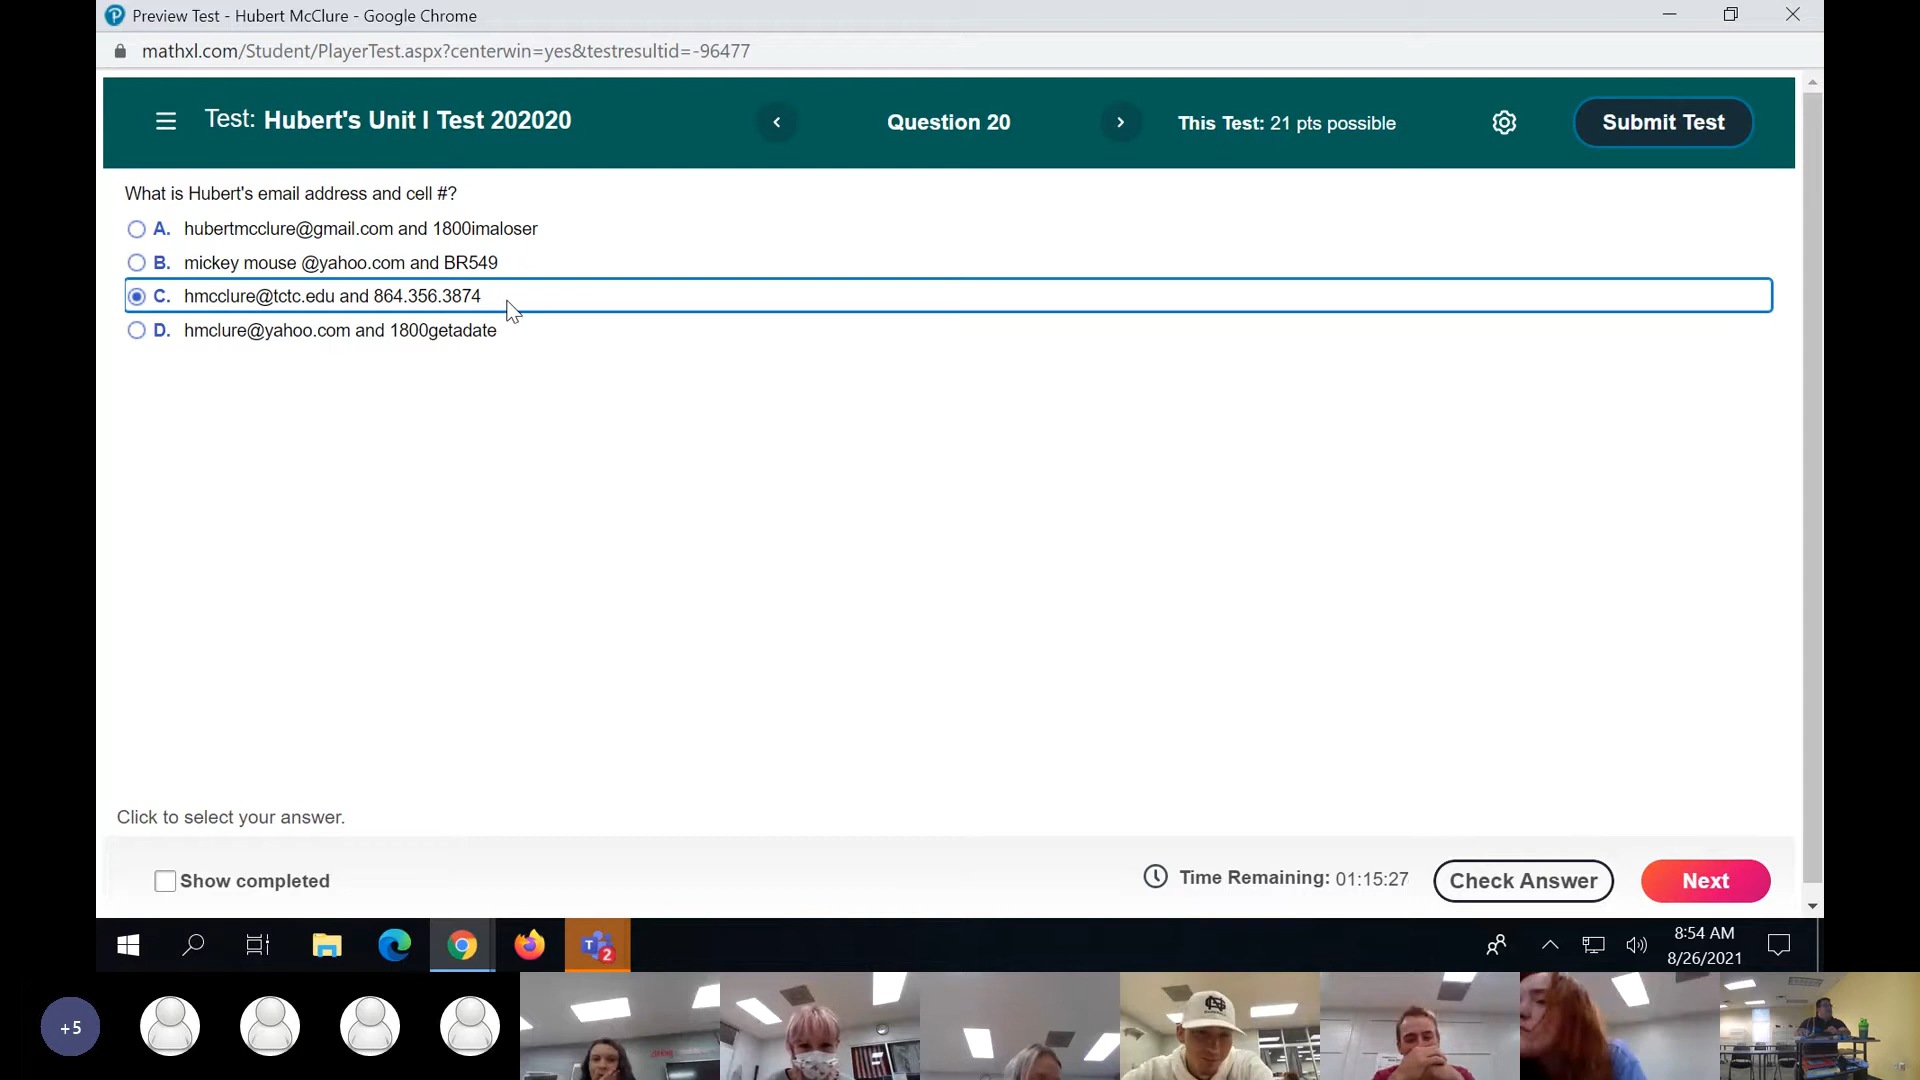 Preview Test - Hubert McClure - Google Chrome
mathxl.com/Student/PlayerTest.aspx?centerwin=yes&testresultid=-96477
Test: Hubert's Unit I Test 202020
Question 20
This Test: 21 pts possible
Submit Test
What is Hubert's email address and cell #?
A. hubertmcclure@gmail.com and 1800imaloser
B. mickey mouse @yahoo.com and BR549
C. hmcclure@tctc.edu and 864.356.3874
D. hmclure@yahoo.com and 1800getadate
Click to select your answer.
Show completed
Time Remaining: 01:15:27
Check Answer
Next
T 2
8:54 AM
8/26/2021
+5